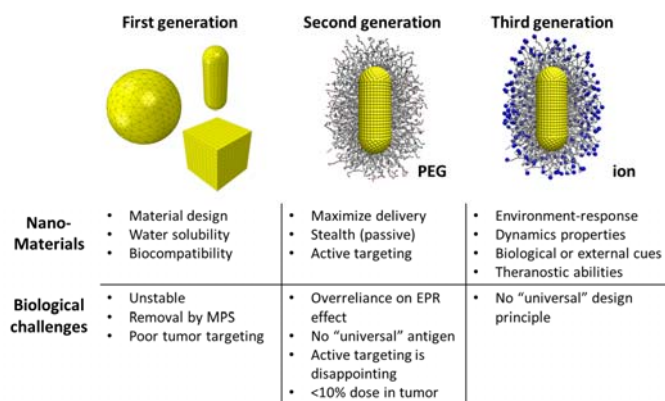 First generation
Second generation
Third generation
PEG
ion
Nano-
Materials
• Material design
• Water solubility
• Biocompatibility
• Maximize delivery
• Stealth (passive)
• Active targeting
• Environment-response
• Dynamics properties
• Biological or external cues
• Theranostic abilities
Biological
challenges
• Unstable
• Removal by MPS
• Poor tumor targeting
• Overreliance on EPR
effect
• No “universal” antigen
• Active targeting is
disappointing
• <10% dose in tumor
• No “universal” design
principle